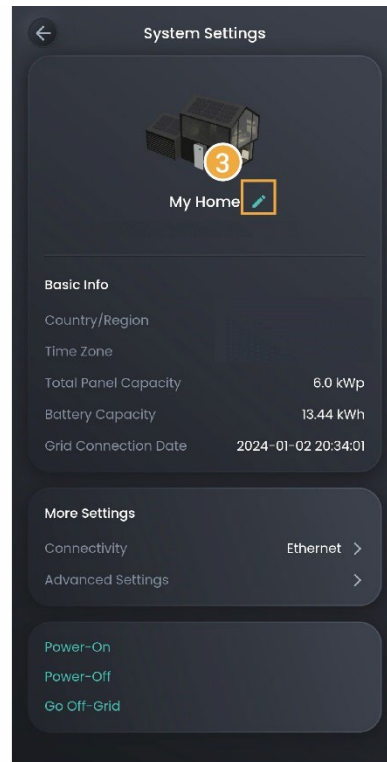 System Settings
3
My Home
Basic Info
Country/Region
Time Zone
Total Panel Capacity 6.0 kWp
Battery Capacity 13.44 kWh
Grid Connection Date 2024-01-02 20:34:01
More Settings
Connectivity Ethernet >
Advanced Settings >
Power-On
Power-Off
Go Off-Grid